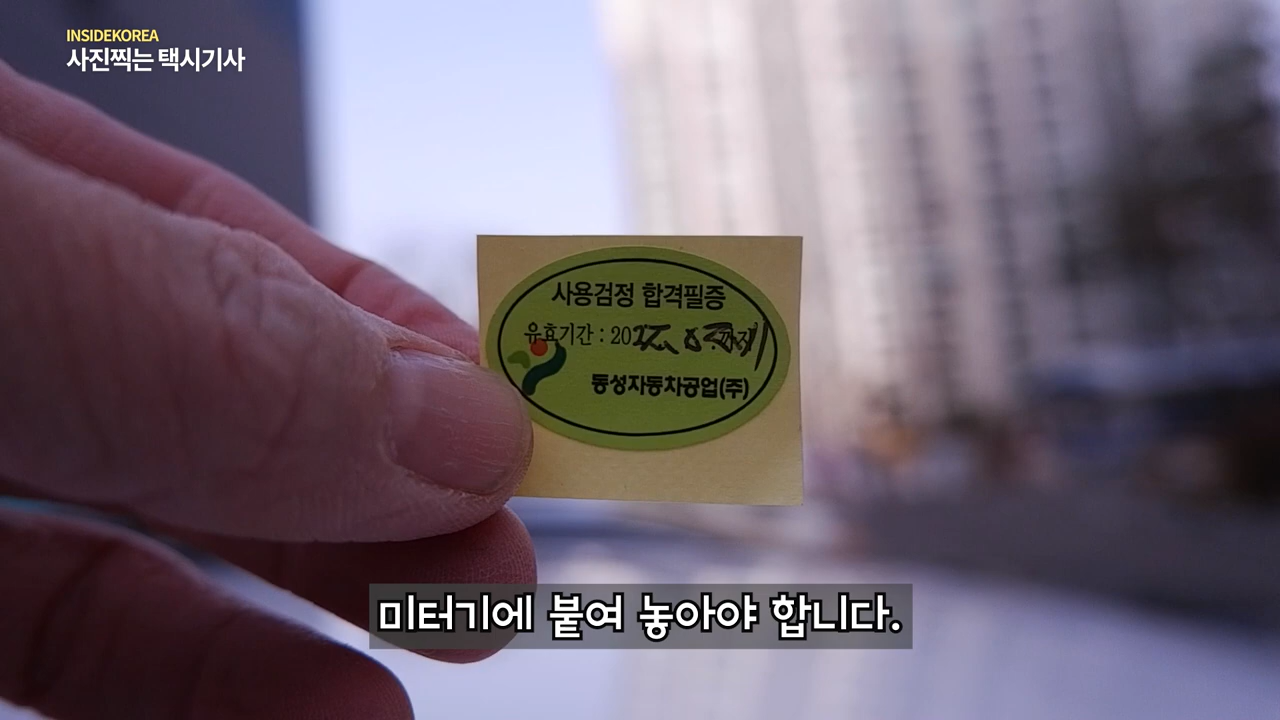 INSIDEKOREA
사진찍는 택시기사
사용검정 합격필증
유효기간 : 20
동성자동차공업(주)
미터기에 붙여 놓아야 합니다.